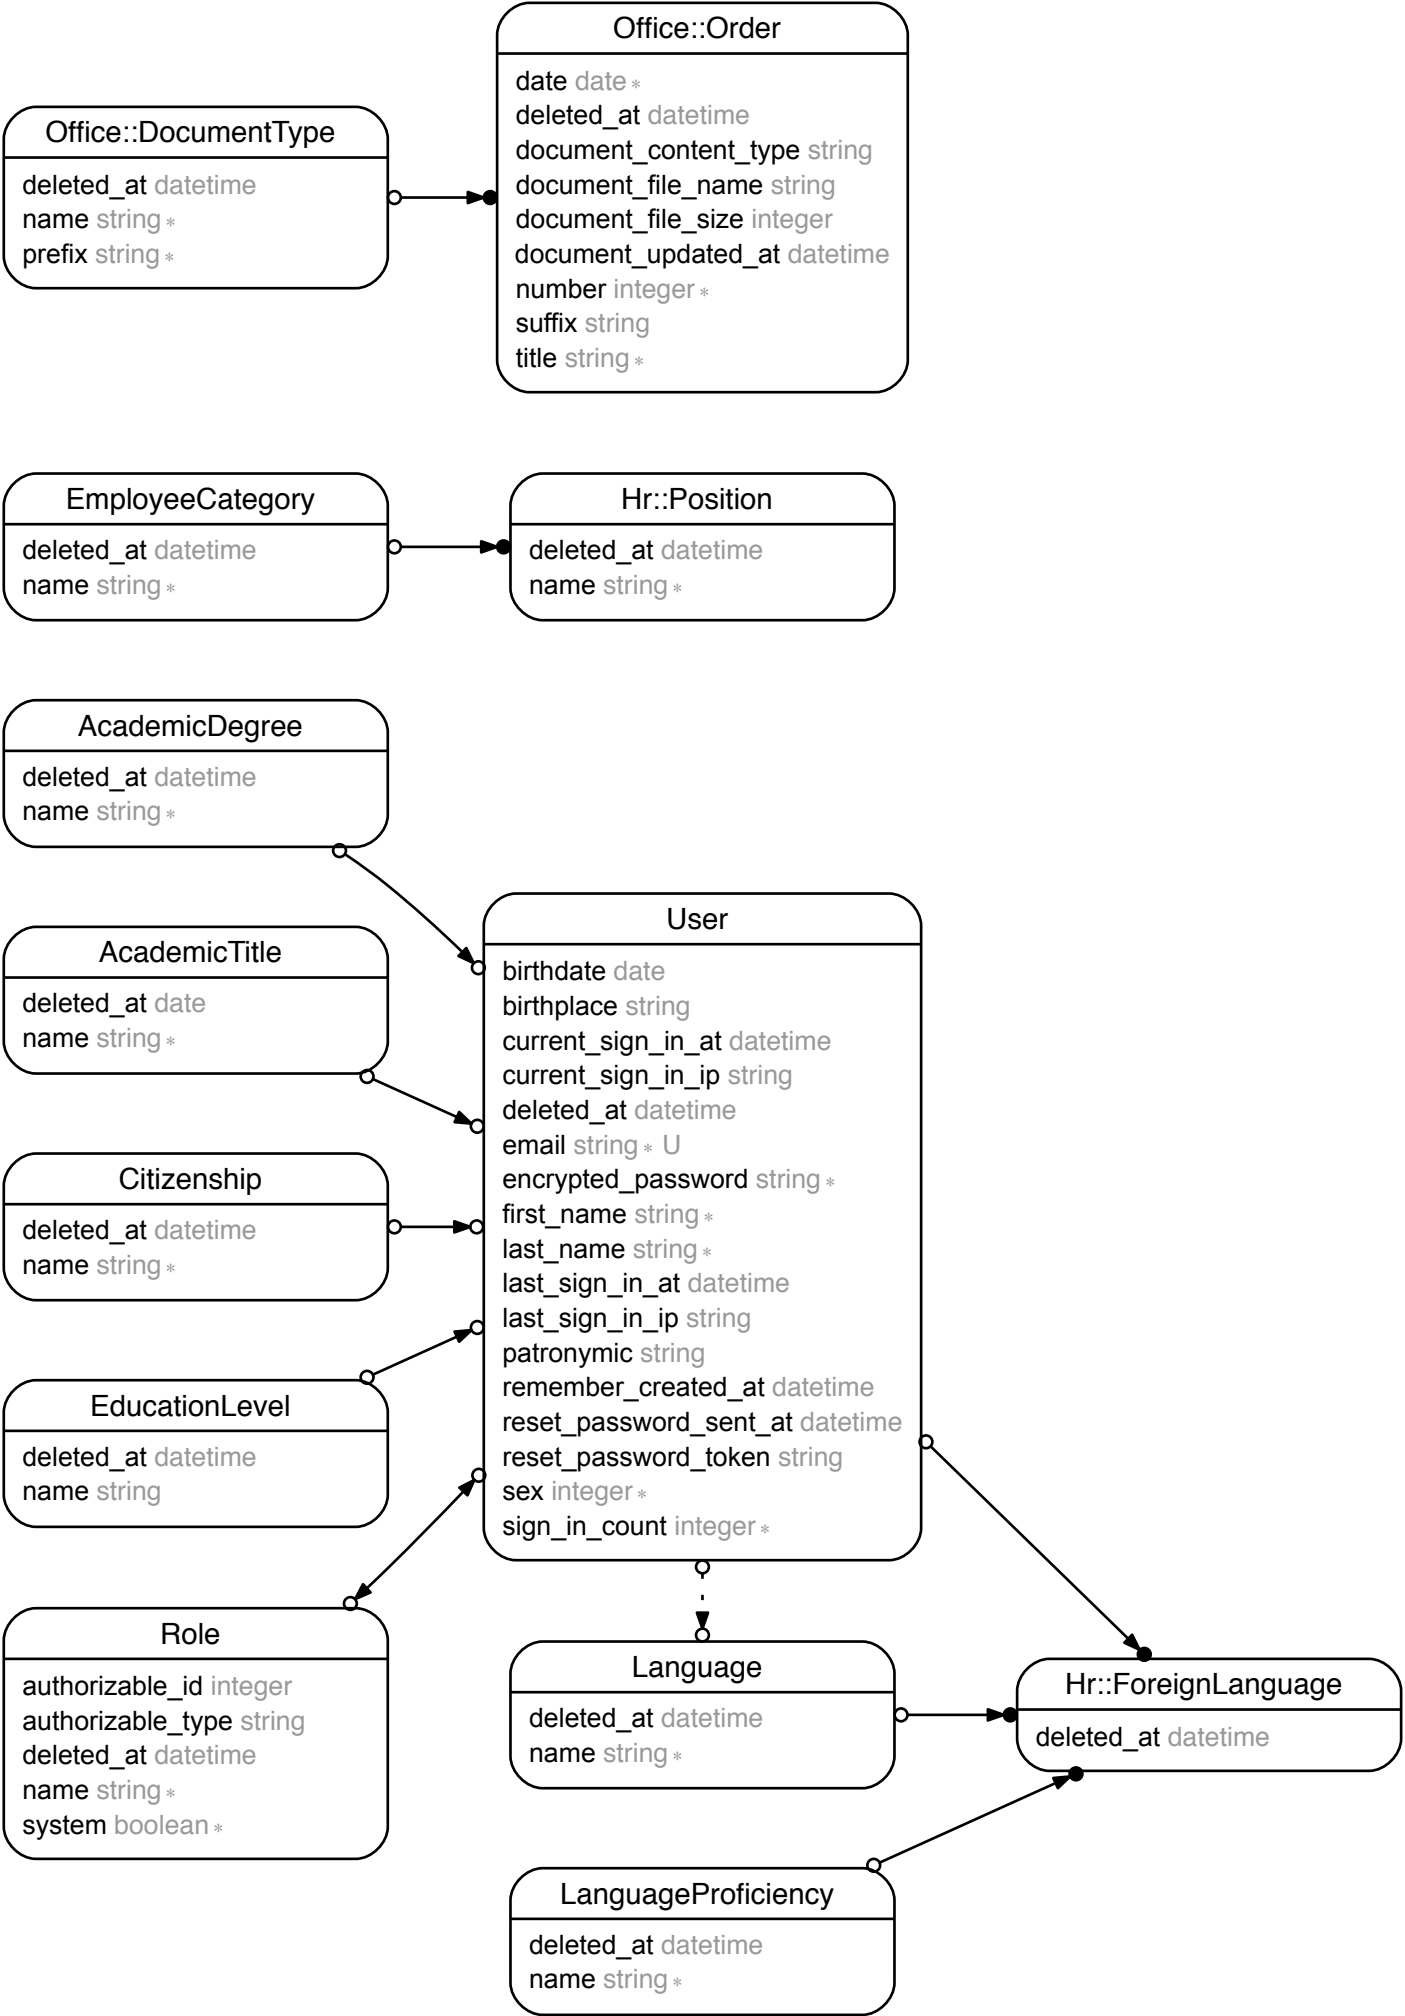 Office::Order
date date *
deleted_at datetime
document_content_type string
document_file_name string
document_file_size integer
document_updated_at datetime
number integer *
suffix string
title string *
Office::DocumentType
deleted_at datetime
name string *
prefix string *
EmployeeCategory
deleted_at datetime
name string *
Hr::Position
deleted_at datetime
name string *
AcademicDegree
deleted_at datetime
name string *
AcademicTitle
deleted_at date
name string *
Citizenship
deleted_at datetime
name string *
EducationLevel
deleted_at datetime
name string
Role
authorizable_id integer
authorizable_type string
deleted_at datetime
name string *
system boolean *
User
birthdate date
birthplace string
current_sign_in_at datetime
current_sign_in_ip string
deleted_at datetime
email string * U
encrypted_password string *
first_name string *
last_name string *
last_sign_in_at datetime
last_sign_in_ip string
patronymic string
remember_created_at datetime
reset_password_sent_at datetime
reset_password_token string
sex integer *
sign_in_count integer *
Language
deleted_at datetime
name string *
Hr::ForeignLanguage
deleted_at datetime
LanguageProficiency
deleted_at datetime
name string *